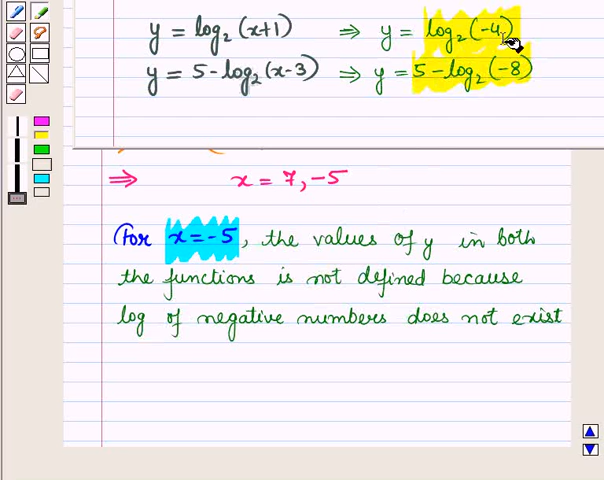 y = log₂(x+1) ⇒ y = log₂(-4)
y = 5-log₂(x-3) ⇒ y = 5-log₂(-8)
⇒ x = 7, -5
For x = -5, the values of y in both
the functions is not defined because
log of negative numbers does not exist